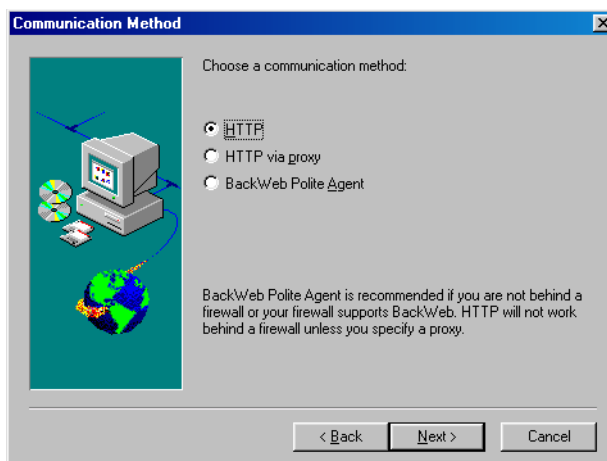 Communication Method
Choose a communication method:
HTTP
HTTP via proxy
BackWeb Polite Agent
BackWeb Polite Agent is recommended if you are not behind a
firewall or your firewall supports BackWeb. HTTP will not work
behind a firewall unless you specify a proxy.
< Back
Next >
Cancel